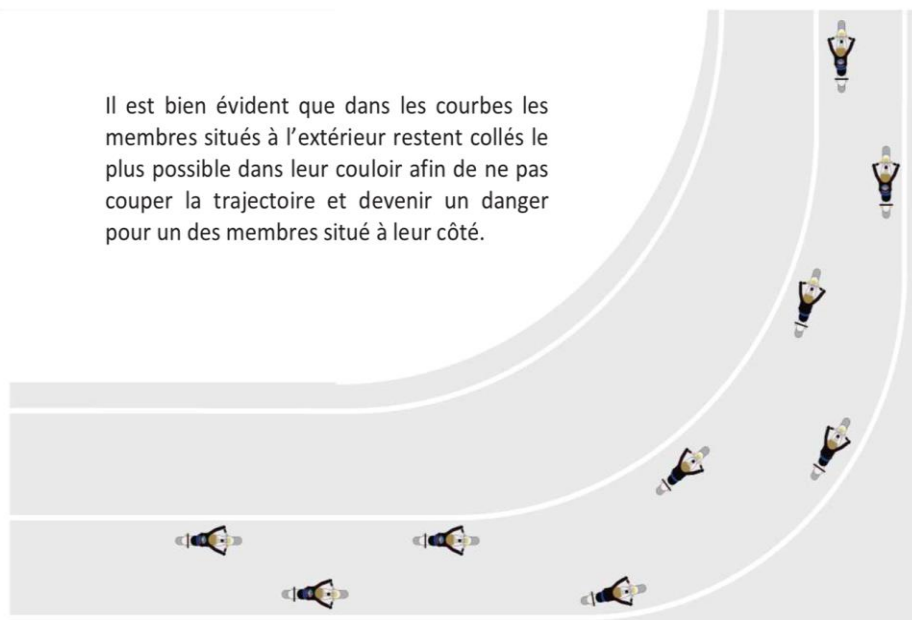 Il est bien évident que dans les courbes les
membres situés à l’extérieur restent collés le
plus possible dans leur couloir afin de ne pas
couper la trajectoire et devenir un danger
pour un des membres situé à leur côté.